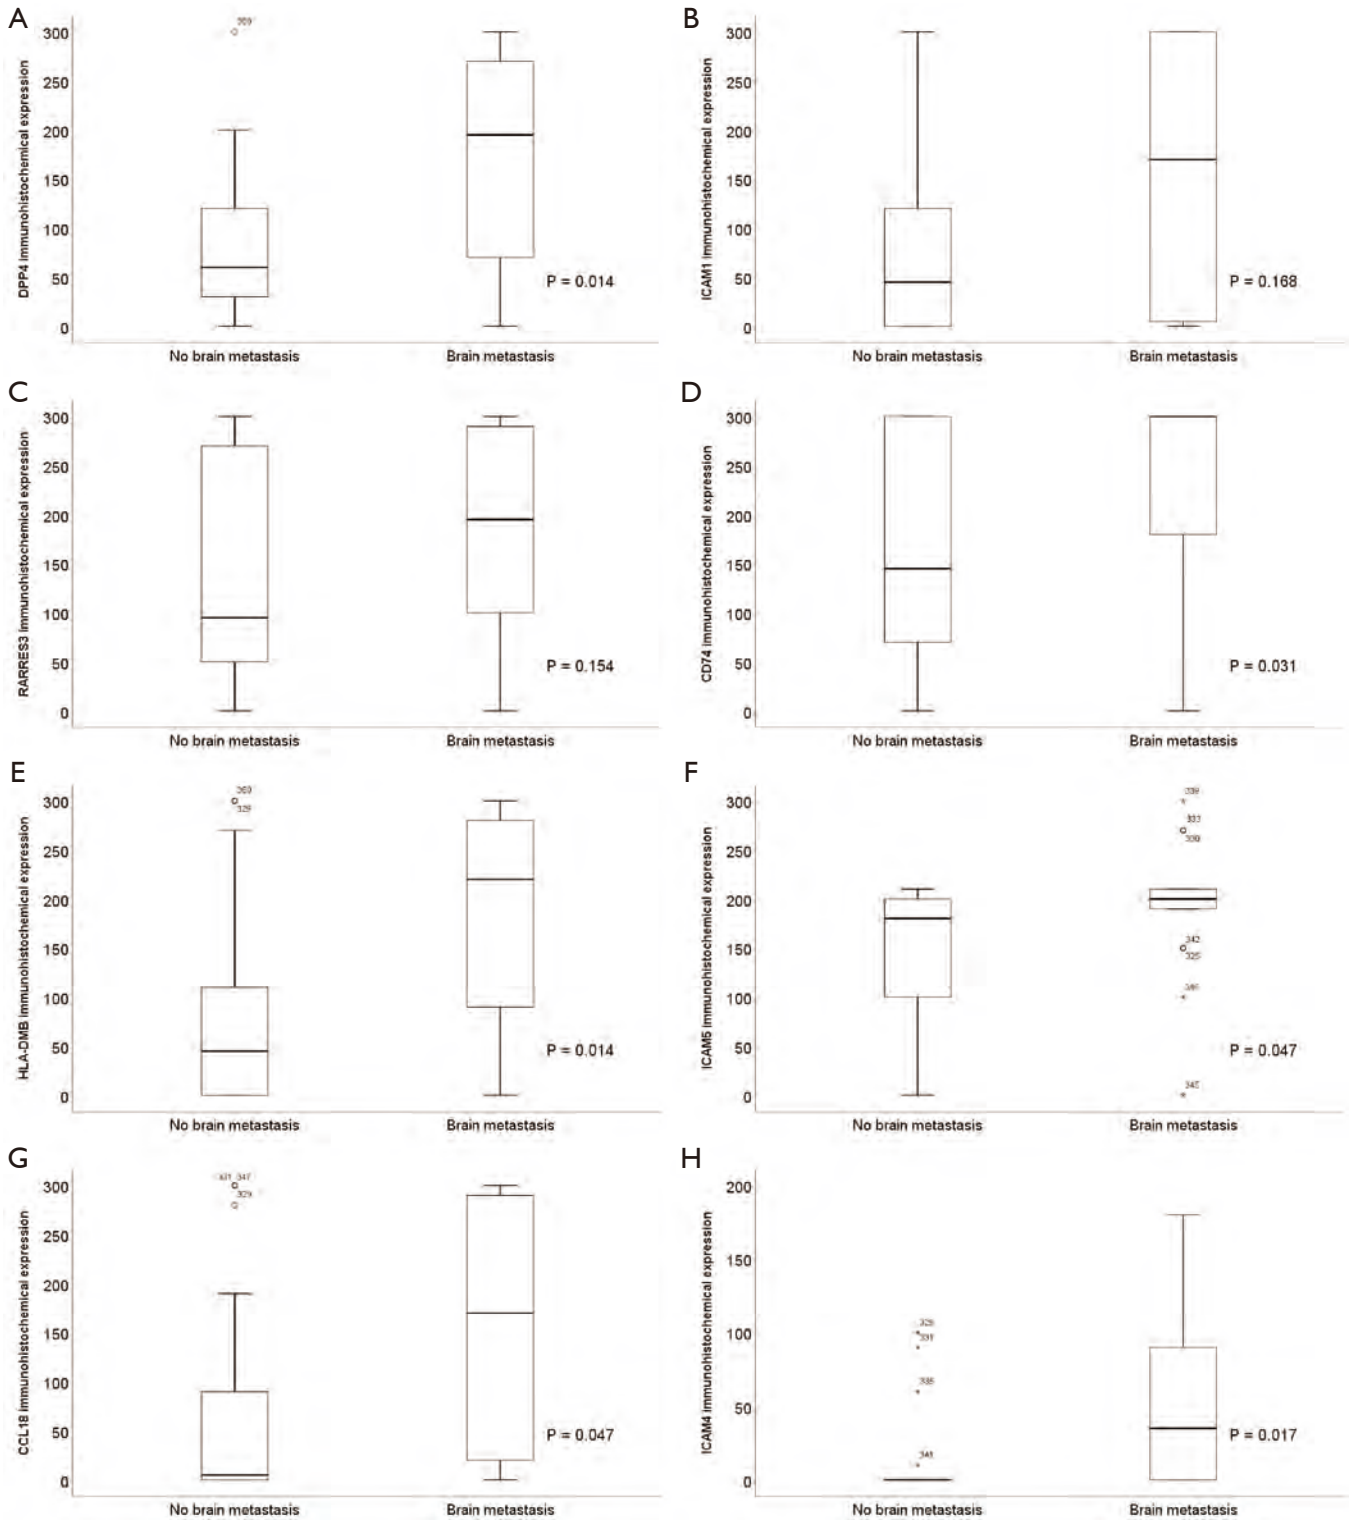 A
DPP4 immunohistochemical expression
300
250
200
150
100
50
0
P = 0.014
No brain metastasis
Brain metastasis
B
ICAM1 immunohistochemical expression
300
250
200
150
100
50
0
P = 0.168
No brain metastasis
Brain metastasis
C
RARRES3 immunohistochemical expression
300
250
200
150
100
50
0
P = 0.154
No brain metastasis
Brain metastasis
D
CD74 immunohistochemical expression
300
250
200
150
100
50
0
P = 0.031
No brain metastasis
Brain metastasis
E
HLA-DMB immunohistochemical expression
300
250
200
150
100
50
0
P = 0.014
No brain metastasis
Brain metastasis
F
ICAM5 immunohistochemical expression
300
250
200
150
100
50
0
339
342
325
345
P = 0.047
No brain metastasis
Brain metastasis
G
CCL18 immunohistochemical expression
300
250
200
150
100
50
0
347
329
P = 0.047
No brain metastasis
Brain metastasis
H
ICAM4 immunohistochemical expression
200
150
100
50
0
331
P = 0.017
No brain metastasis
Brain metastasis